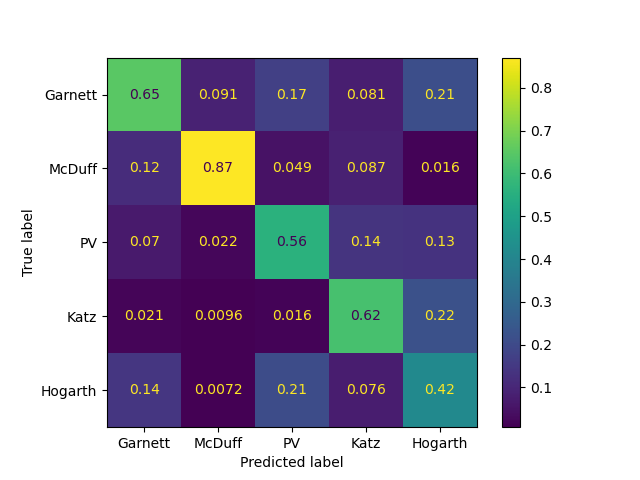 Garnett 0.65 0.091 0.17 0.081 0.21
McDuff 0.12 0.87 0.049 0.087 0.016
PV 0.07 0.022 0.56 0.14 0.13
Katz 0.021 0.0096 0.016 0.62 0.22
Hogarth 0.14 0.0072 0.21 0.076 0.42
Garnett McDuff PV Katz Hogarth
Predicted label
True label
0.8
0.7
0.6
0.5
0.4
0.3
0.2
0.1